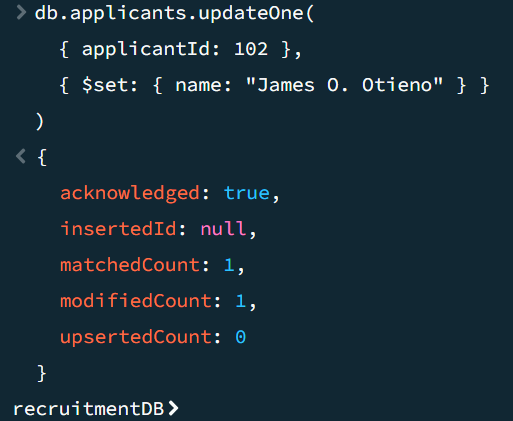 > db.applicants.updateOne(
{ applicantId: 102 },
{ $set: { name: "James O. Otieno" } }
)
< {
acknowledged: true,
insertedId: null,
matchedCount: 1,
modifiedCount: 1,
upsertedCount: 0
}
recruitmentDB>